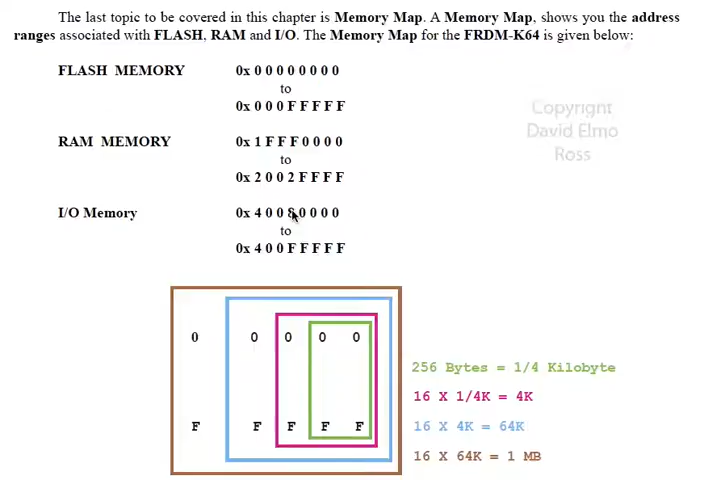 The last topic to be covered in this chapter is Memory Map. A Memory Map, shows you the address
ranges associated with FLASH, RAM and I/O. The Memory Map for the FRDM-K64 is given below:
FLASH MEMORY 0x 0 0 0 0 0 0 0 0
to
0x 0 0 0 F F F F F
Copyright
David Elmo
Ross
RAM MEMORY 0x 1 F F F 0 0 0 0
to
0x 2 0 0 2 F F F F
I/O Memory 0x 4 0 0 8 0 0 0 0
to
0x 4 0 0 F F F F F
0 0 0 0 0
256 Bytes = 1/4 Kilobyte
16 X 1/4K = 4K
F F F F F 16 X 4K = 64K
16 X 64K = 1 MB